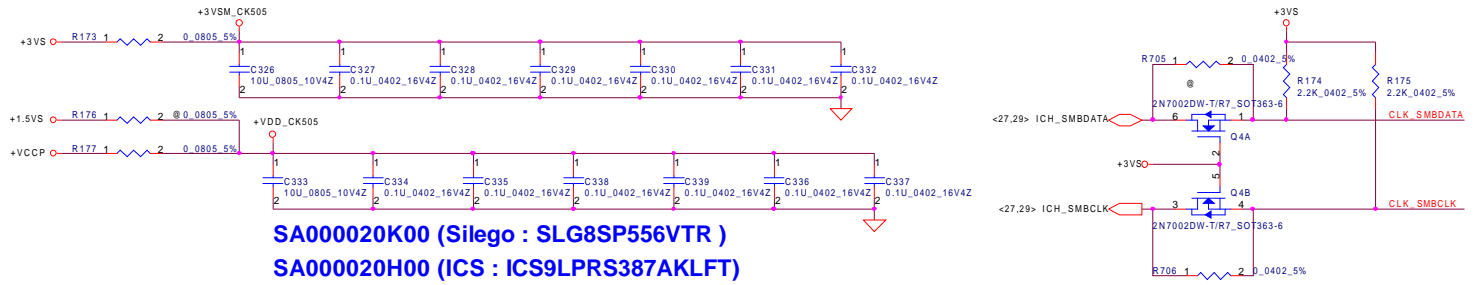 +3VSM_CK505
+3VS R173 1 2 0_0805_5%
1 1 1 1 1 1 1
C326 C327 C328 C329 C330 C331 C332
10U_0805_10V4Z 0.1U_0402_16V4Z 0.1U_0402_16V4Z 0.1U_0402_16V4Z 0.1U_0402_16V4Z 0.1U_0402_16V4Z 0.1U_0402_16V4Z
2 2 2 2 2 2 2
+1.5VS R176 1 2 @ 0_0805_5%
+VDD_CK505
+VCCP R177 1 2 0_0805_5%
1 1 1 1 1 1 1
C333 C334 C335 C338 C339 C336 C337
10U_0805_10V4Z 0.1U_0402_16V4Z 0.1U_0402_16V4Z 0.1U_0402_16V4Z 0.1U_0402_16V4Z 0.1U_0402_16V4Z 0.1U_0402_16V4Z
2 2 2 2 2 2 2
SA000020K00 (Silego : SLG8SP556VTR )
SA000020H00 (ICS : ICS9LPRS387AKLFT)
+3VS
R705 1 2 0_0402_5%
@
R174
2.2K_0402_5%
R175
2.2K_0402_5%
2N7002DW-T/R7_SOT363-6
<27,29> ICH_SMBDATA 6 1 CLK_SMBDATA
Q4A
2
+3VS
5
Q4B
<27,29> ICH_SMBCLK 3 4 CLK_SMBCLK
2N7002DW-T/R7_SOT363-6
R706 1 2 0_0402_5%
@